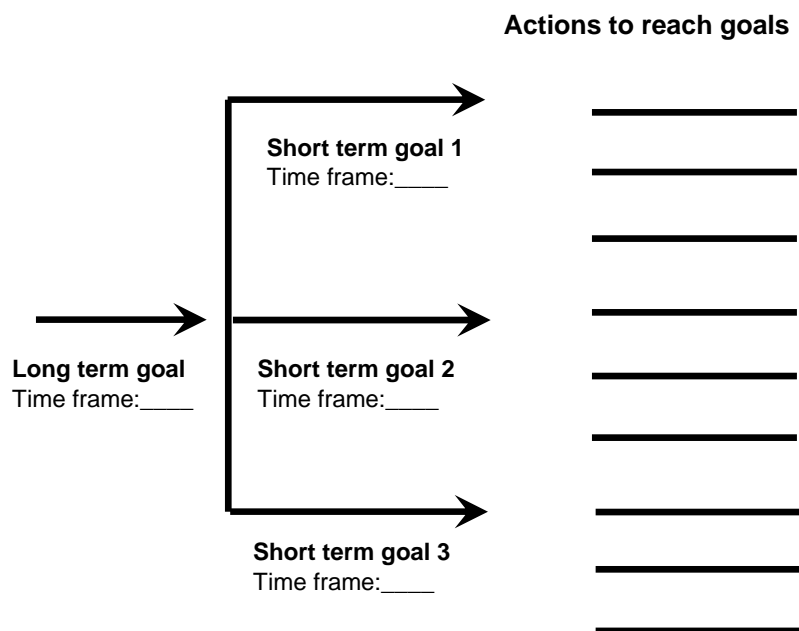 Actions to reach goals
Short term goal 1
Time frame:____
Long term goal
Time frame:____
Short term goal 2
Time frame:____
Short term goal 3
Time frame:____